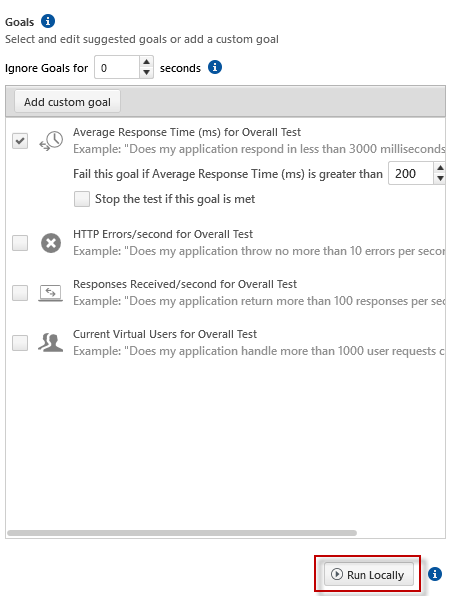 Goals
Select and edit suggested goals or add a custom goal
Ignore Goals for 0 seconds
Add custom goal
Average Response Time (ms) for Overall Test
Example: "Does my application respond in less than 3000 milliseconds
Fail this goal if Average Response Time (ms) is greater than 200
Stop the test if this goal is met
HTTP Errors/second for Overall Test
Example: "Does my application throw no more than 10 errors per secon
Responses Received/second for Overall Test
Example: "Does my application return more than 100 responses per sec
Current Virtual Users for Overall Test
Example: "Does my application handle more than 1000 user requests c
Run Locally